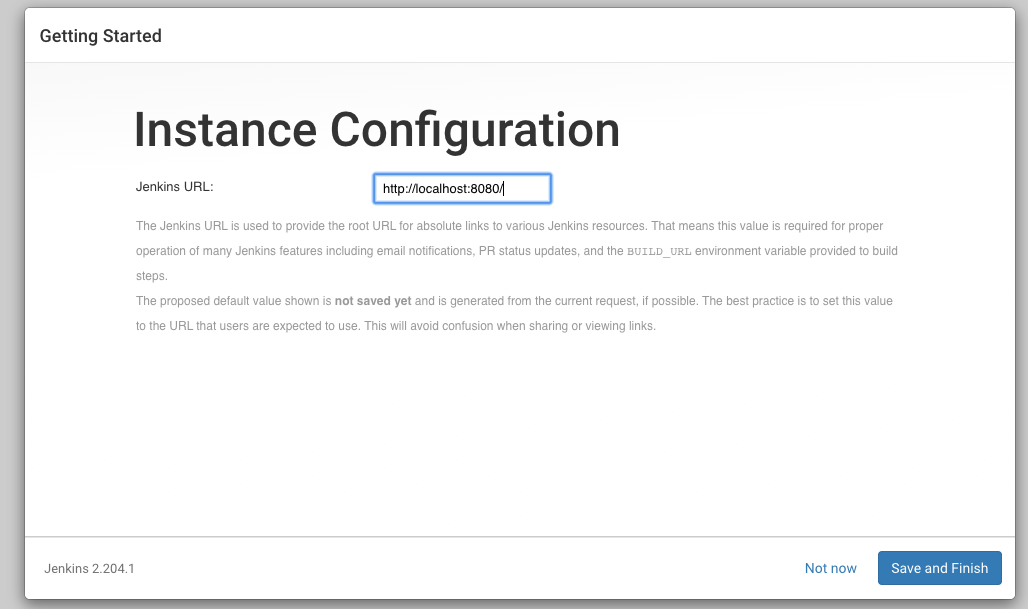 Getting Started
Instance Configuration
Jenkins URL:
http://localhost:8080/
The Jenkins URL is used to provide the root URL for absolute links to various Jenkins resources. That means this value is required for proper
operation of many Jenkins features including email notifications, PR status updates, and the BUILD_URL environment variable provided to build
steps.
The proposed default value shown is not saved yet and is generated from the current request, if possible. The best practice is to set this value
to the URL that users are expected to use. This will avoid confusion when sharing or viewing links.
Jenkins 2.204.1
Not now
Save and Finish